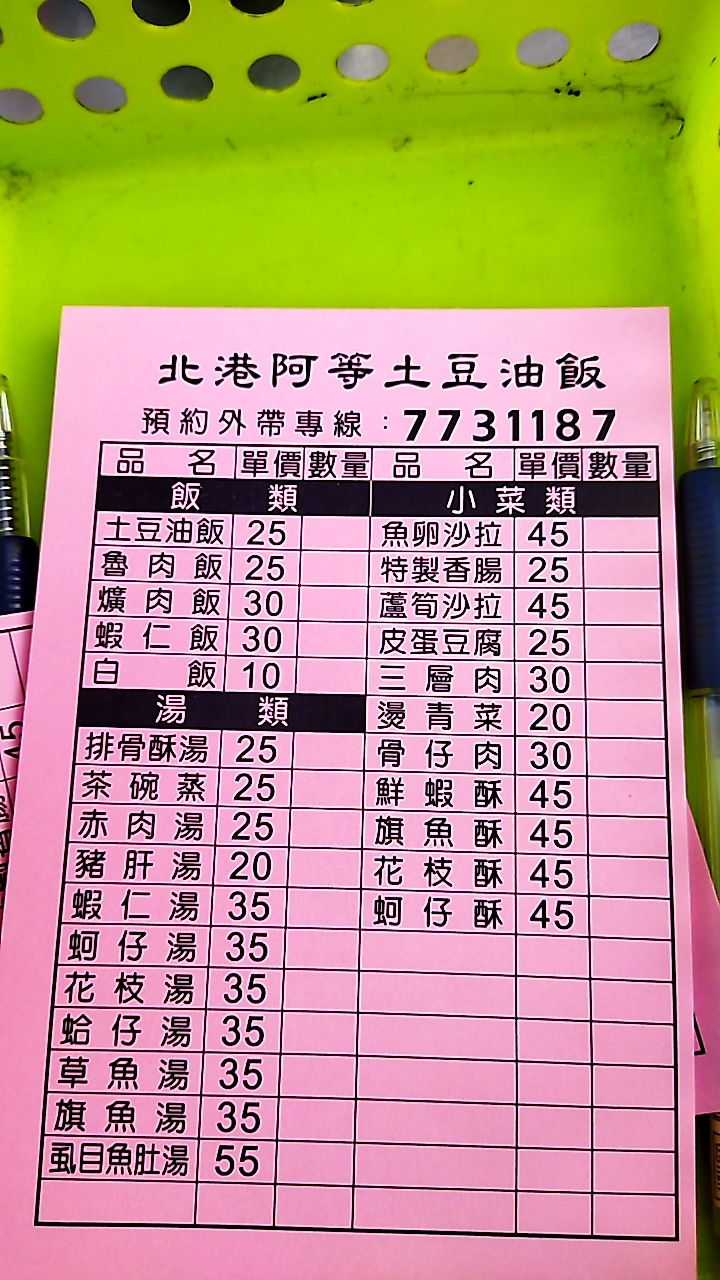 北港阿等土豆油飯
預約外帶專線：7731187
品名 單價 數量 品名 單價 數量
飯類 小菜類
土豆油飯 25 魚卵沙拉 45
魯肉飯 25 特製香腸 25
爌肉飯 30 蘆筍沙拉 45
蝦仁飯 30 皮蛋豆腐 25
白飯 10 三層肉 30
湯類 燙青菜 20
排骨酥湯 25 骨仔肉 30
茶碗蒸 25 鮮蝦酥 45
赤肉湯 25 旗魚酥 45
豬肝湯 20 花枝酥 45
蝦仁湯 35 蚵仔酥 45
蚵仔湯 35
花枝湯 35
蛤仔湯 35
草魚湯 35
旗魚湯 35
虱目魚肚湯 55
45